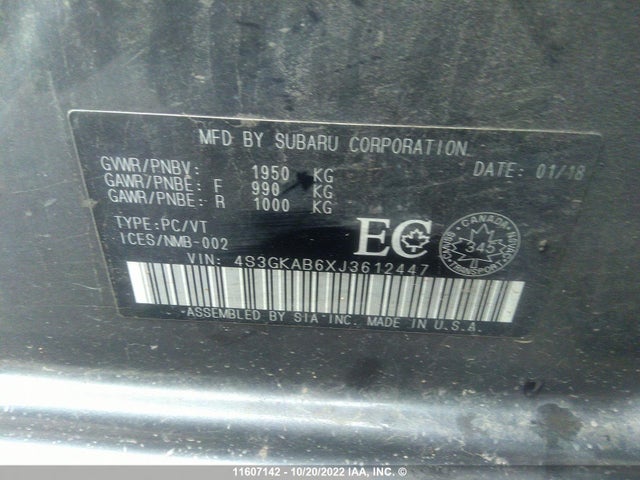 MFD BY SUBARU CORPORATION
GVWR/PNBV: 1950 KG DATE: 01/18
GAWR/PNBE: F 990 KG
GAWR/PNBE: R 1000 KG
TYPE:PC/VT
ICES/NMB-002
EC
CANADA
345
TRANSPORT
VIN: 4S3GKAB6XJ3612447
ASSEMBLED BY SIA INC. MADE IN U.S.A.
11607142 - 10/20/2022 IAA, INC. ©